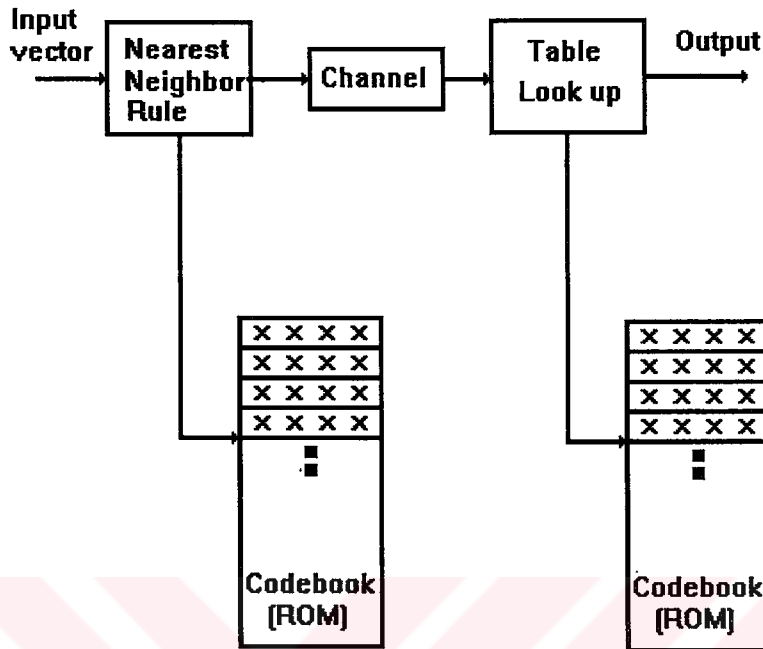 Input
vector
Nearest
Neighbor
Rule
Channel
Table
Look up
Output
X X X X
X X X X
X X X X
X X X X
Codebook
[ROM]
X X X X
X X X X
X X X X
X X X X
Codebook
[ROM]